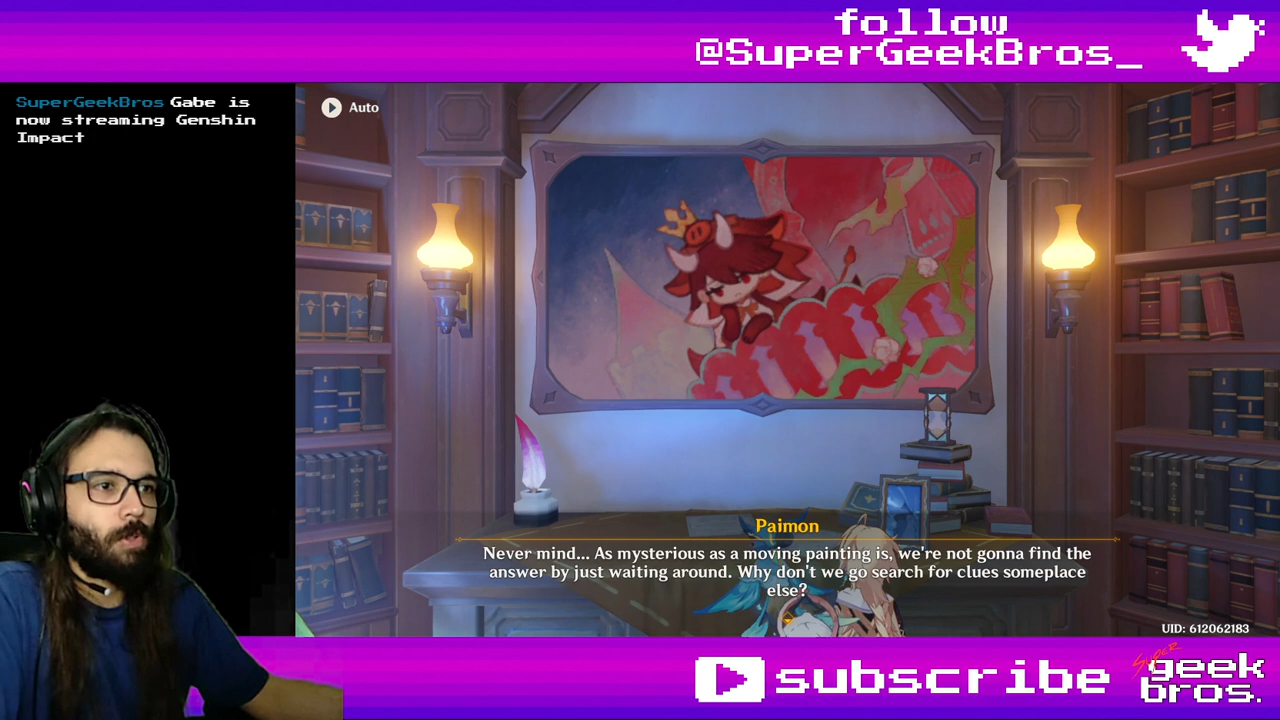 follow
@SuperGeekBros_
SuperGeekBros Gabe is
now streaming Genshin
Impact
Auto
Paimon
Never mind... As mysterious as a moving painting is, we're not gonna find the
answer by just waiting around. Why don't we go search for clues someplace
else?
UID: 612062183
subscribe
super
geek
bros.